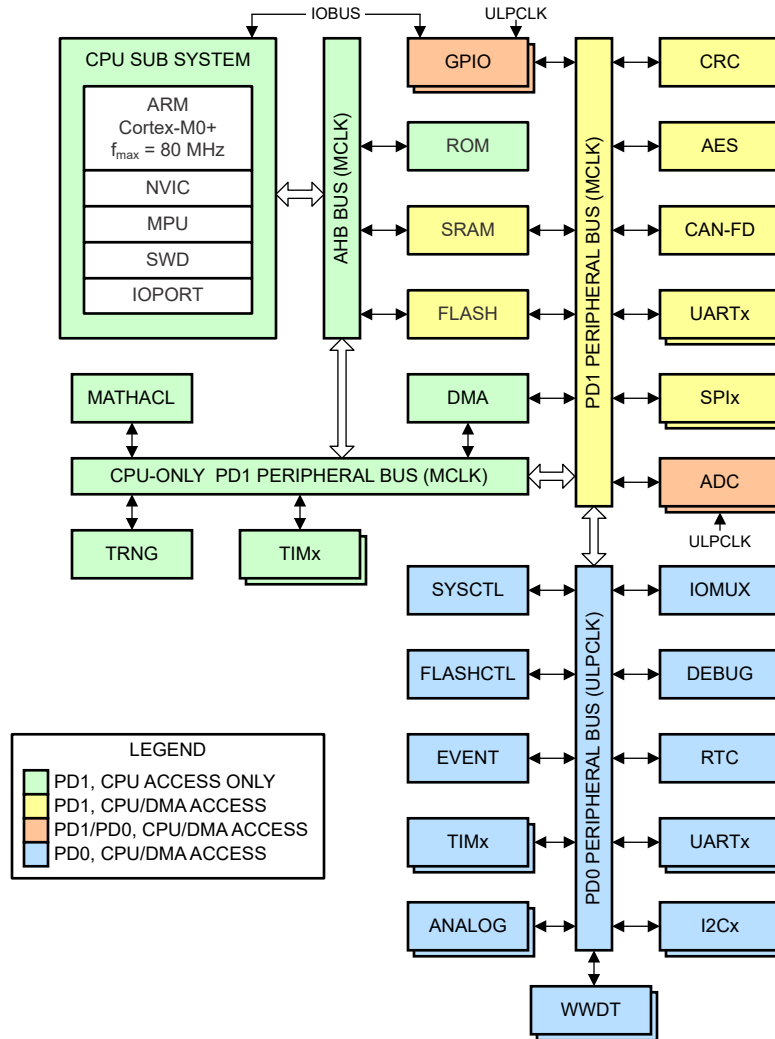 IOBUS
ULPCLK
CPU SUB SYSTEM
ARM
Cortex-M0+
fmax = 80 MHz
NVIC
MPU
SWD
IOPORT
AHB BUS (MCLK)
GPIO
ROM
SRAM
FLASH
DMA
PD1 PERIPHERAL BUS (MCLK)
CRC
AES
CAN-FD
UARTx
SPIx
ADC
ULPCLK
MATHACL
CPU-ONLY PD1 PERIPHERAL BUS (MCLK)
TRNG
TIMx
SYSCTL
FLASHCTL
EVENT
TIMx
ANALOG
PD0 PERIPHERAL BUS (ULPCLK)
IOMUX
DEBUG
RTC
UARTx
I2Cx
WWDT
LEGEND
PD1, CPU ACCESS ONLY
PD1, CPU/DMA ACCESS
PD1/PD0, CPU/DMA ACCESS
PD0, CPU/DMA ACCESS